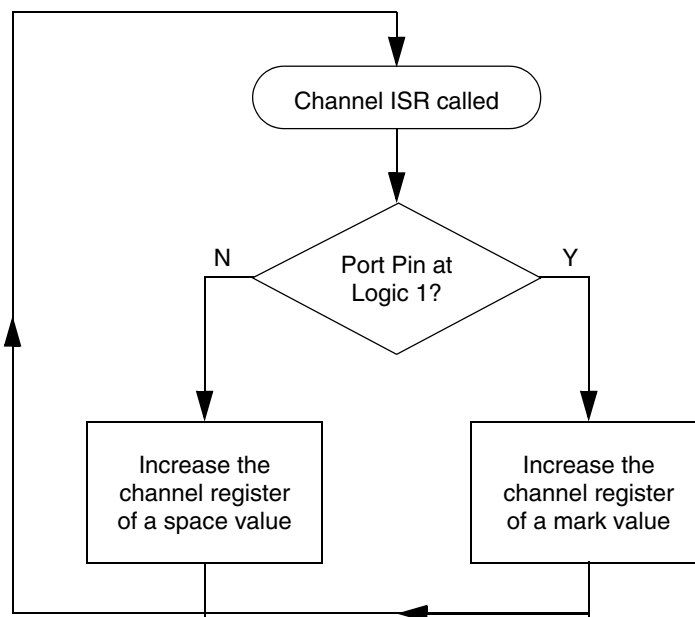 Channel ISR called
N
Port Pin at
Logic 1?
Y
Increase the
channel register
of a space value
Increase the
channel register
of a mark value